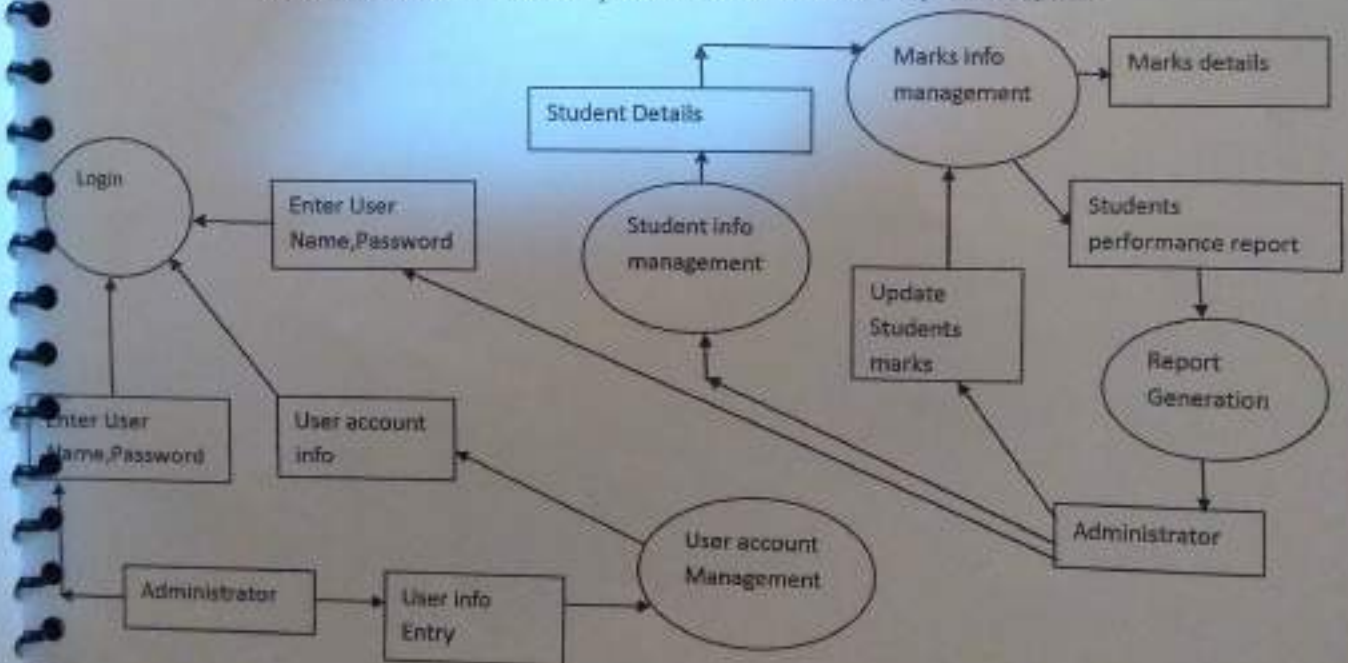 Marks info
management
Marks details
Student Details
Login
Enter User
Name,Password
Student info
management
Students
performance report
Update
Students
marks
Report
Generation
Enter User
Name,Password
User account
info
Administrator
User account
Management
Administrator
User info
Entry